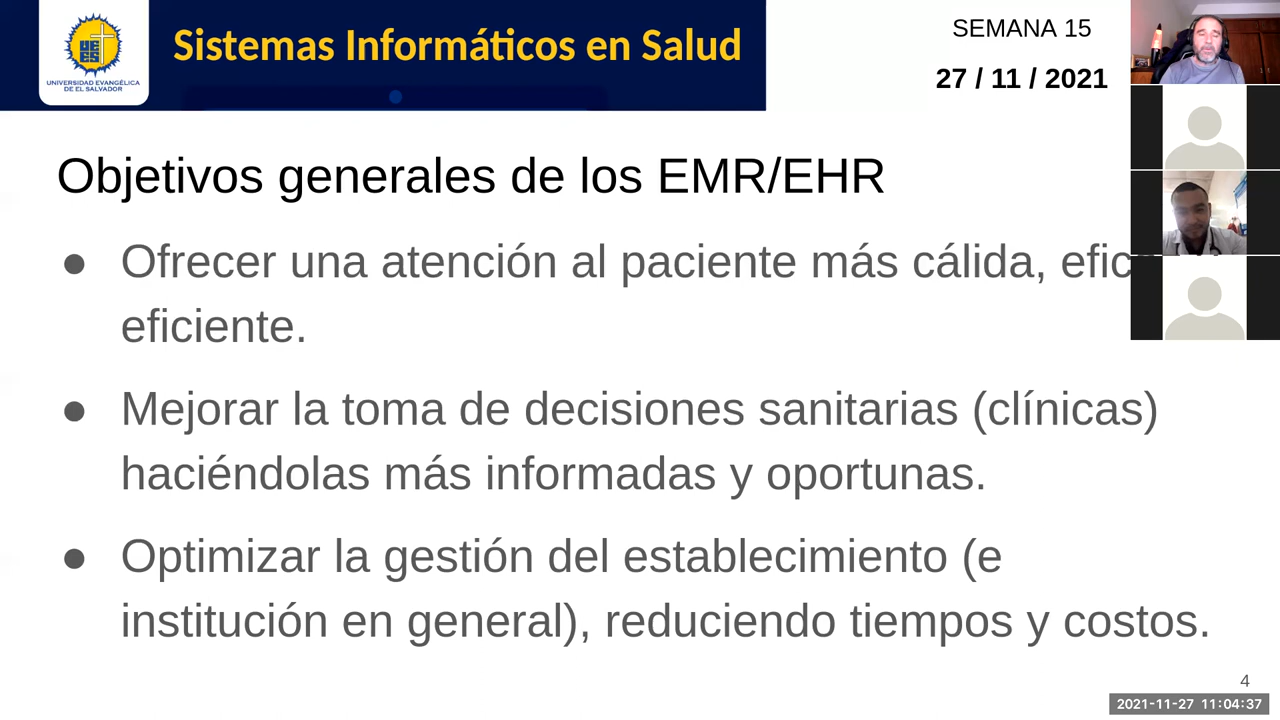 UNIVERSIDAD EVANGÉLICA
DE EL SALVADOR
Sistemas Informáticos en Salud
SEMANA 15
27 / 11 / 2021
Objetivos generales de los EMR/EHR
● Ofrecer una atención al paciente más cálida,
eficiente.
● Mejorar la toma de decisiones sanitarias (clínicas)
haciéndolas más informadas y oportunas.
● Optimizar la gestión del establecimiento (e
institución en general), reduciendo tiempos y costos.
4
2021-11-27 11:04:37